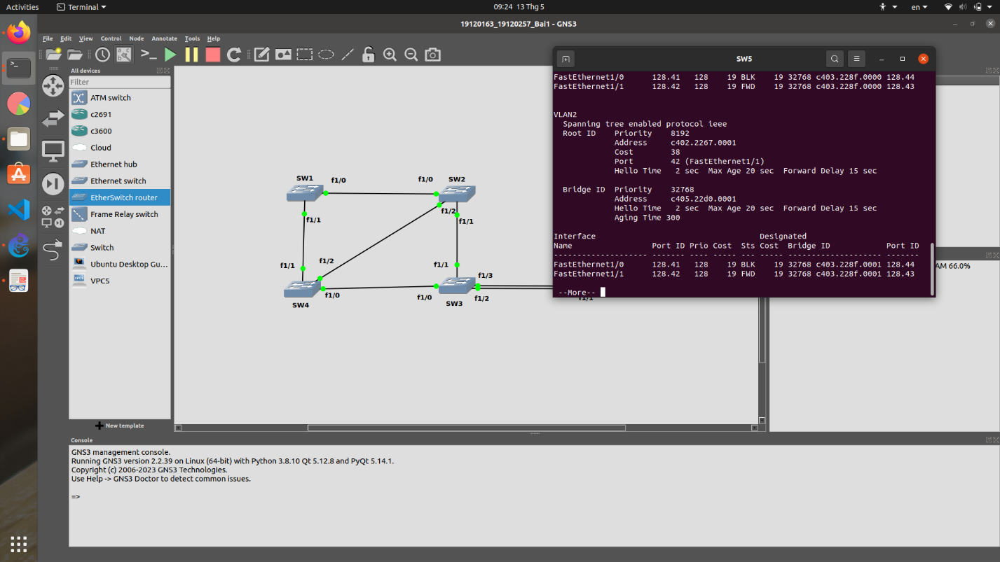 Activities
Terminal
09:24 13 Thg 5
en
19120163_19120257_Bai1 - GNS3
File Edit View Control Node Annotate Tools Help
All devices
Filter
ATM switch
c2691
c3600
Cloud
Ethernet hub
Ethernet switch
EtherSwitch router
Frame Relay switch
NAT
Switch
Ubuntu Desktop Gu...
VPCS
New template
SW1
f1/0
f1/0
SW2
f1/1
f1/2
f1/1
f1/1
f1/2
f1/1
f1/3
SW4
f1/0
f1/0
SW3
f1/2
f1/1
SW5
FastEthernet1/0 128.41 128 19 BLK 19 32768 c403.228f.0000 128.44
FastEthernet1/1 128.42 128 19 FWD 19 32768 c403.228f.0000 128.43
VLAN2
Spanning tree enabled protocol ieee
Root ID Priority 8192
Address c402.2267.0001
Cost 38
Port 42 (FastEthernet1/1)
Hello Time 2 sec Max Age 20 sec Forward Delay 15 sec
Bridge ID Priority 32768
Address c405.22d0.0001
Hello Time 2 sec Max Age 20 sec Forward Delay 15 sec
Aging Time 300
Interface Designated
Name Port ID Prio Cost Sts Cost Bridge ID Port ID
-------------------- ------- ---- ----- --- ----- -------------------- -------
FastEthernet1/0 128.41 128 19 BLK 19 32768 c403.228f.0001 128.44
FastEthernet1/1 128.42 128 19 FWD 19 32768 c403.228f.0001 128.43
--More--
AM 66.0%
Console
GNS3 management console.
Running GNS3 version 2.2.39 on Linux (64-bit) with Python 3.8.10 Qt 5.12.8 and PyQt 5.14.1.
Copyright (c) 2006-2023 GNS3 Technologies.
Use Help -> GNS3 Doctor to detect common issues.
=>